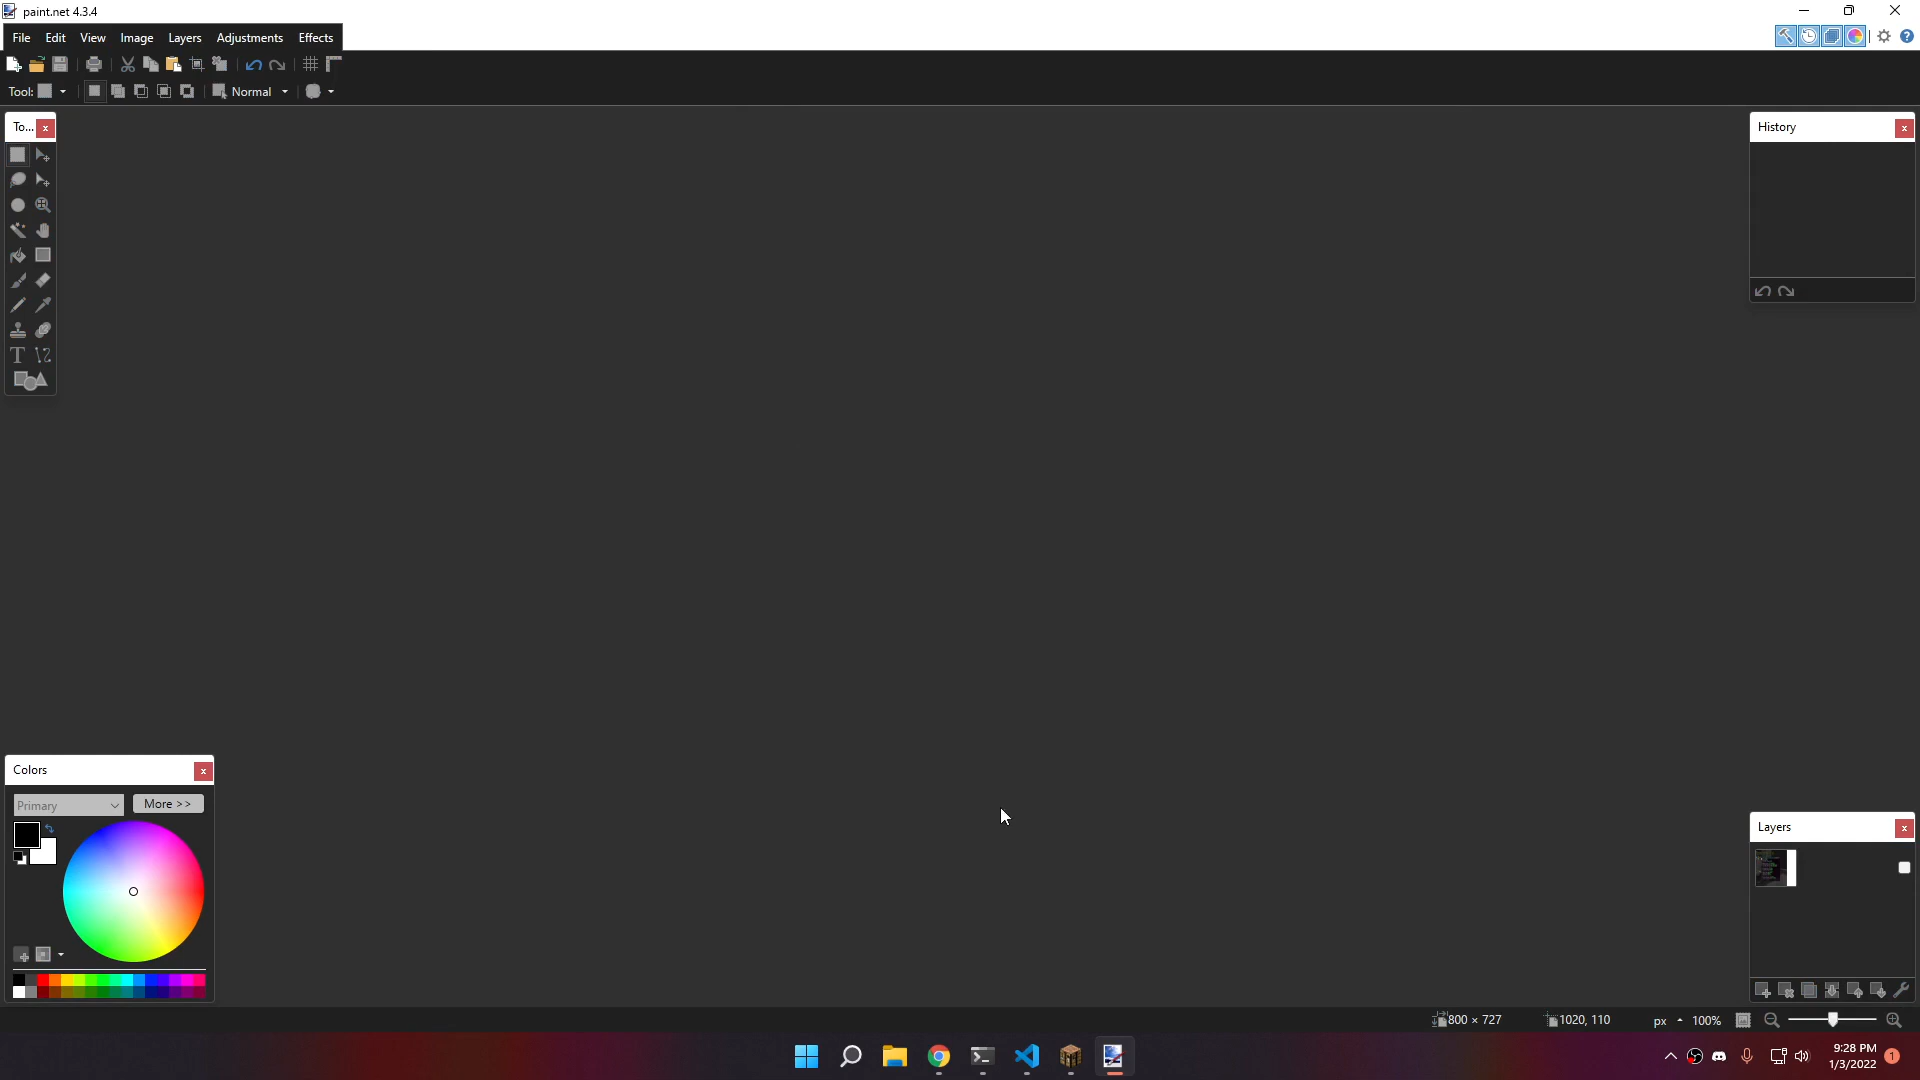 paint.net 4.3.4
File Edit View Image Layers Adjustments Effects
Tool: Normal
To... x
History x
Colors x
Primary More >>
Layers x
800 × 727 1020, 110 px 100%
9:28 PM
1/3/2022 1